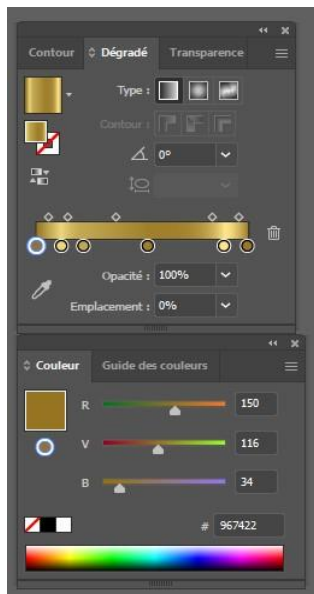 Contour Dégradé Transparence
Type :
Contour :
0°
Opacité : 100%
Emplacement : 0%
Couleur Guide des couleurs
R 150
V 116
B 34
# 967422